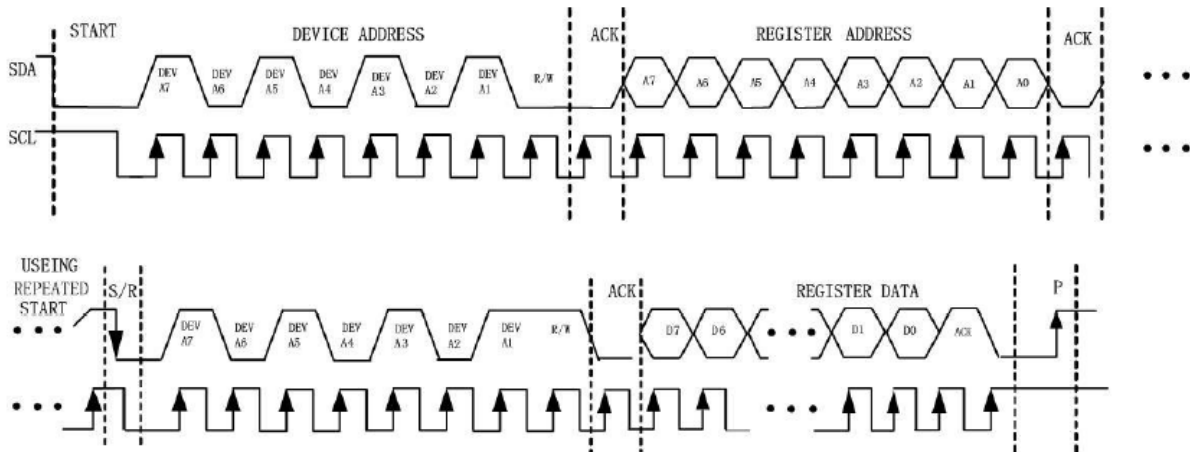 START DEVICE ADDRESS ACK REGISTER ADDRESS ACK
SDA DEV A7 DEV A6 DEV A5 DEV A4 DEV A3 DEV A2 DEV A1 R/W A7 A6 A5 A4 A3 A2 A1 A0
SCL
USEING
REPEATED
START
S/R ACK REGISTER DATA P
DEV A7 DEV A6 DEV A5 DEV A4 DEV A3 DEV A2 DEV A1 R/W D7 D6 D1 D0 ACK